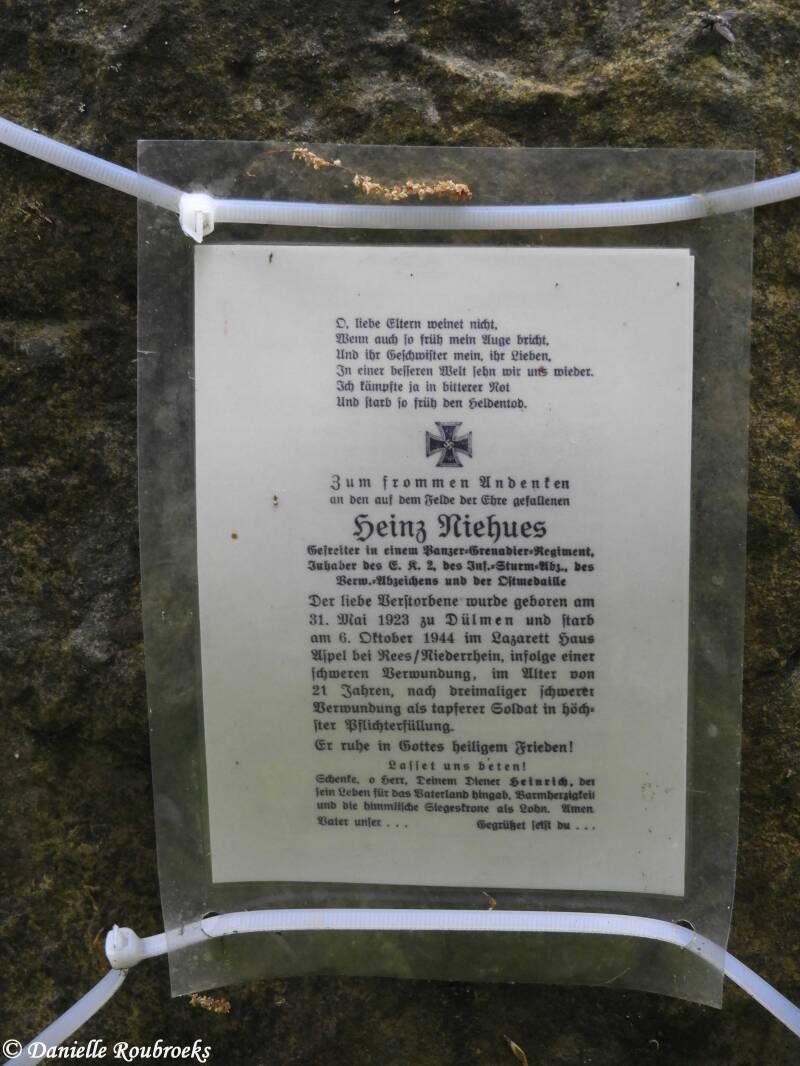 O, liebe Eltern weinet nicht,
Wenn auch so früh mein Auge bricht,
Und ihr Geschwister mein, ihr Lieben,
In einer besseren Welt sehn wir uns wieder.
Ich kämpfte ja in bitterer Not
Und starb so früh den Heldentod.
Zum frommen Andenken
an den auf dem Felde der Ehre gefallenen
Heinz Niehues
Gefreiter in einem Panzer-Grenadier-Regiment,
Inhaber des E. K. 2, des Inf.-Sturm-Abz., des
Verw.-Abzeichens und der Ostmedaille
Der liebe Verstorbene wurde geboren am
31. Mai 1923 zu Dülmen und starb
am 6. Oktober 1944 im Lazarett Haus
Aspel bei Rees/Niederrhein, infolge einer
schweren Verwundung, im Alter von
21 Jahren, nach dreimaliger schwerer
Verwundung als tapferer Soldat in höch-
ster Pflichterfüllung.
Er ruhe in Gottes heiligem Frieden!
Lasset uns beten!
Schenke, o Herr, Deinem Diener Heinrich, der
sein Leben für das Vaterland hingab, Barmherzigkeit
und die himmlische Siegeskrone als Lohn. Amen
Vater unser . . . Gegrüßet seist du . . .
© Danielle Roubroeks